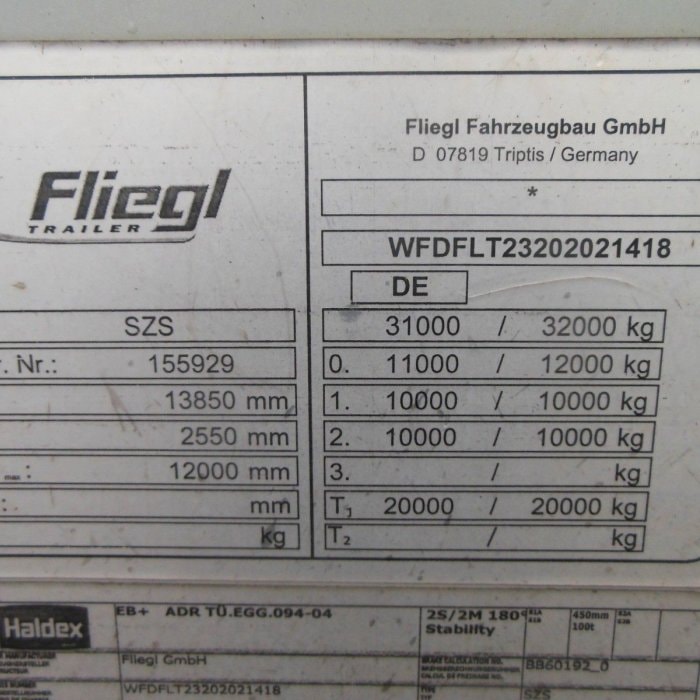 Fliegl
TRAILER
SZS
r. Nr.: 155929
13850 mm
2550 mm
max.: 12000 mm
: mm
kg
Fliegl Fahrzeugbau GmbH
D 07819 Triptis / Germany
*
WFDFLT23202021418
DE
31000 / 32000 kg
0. 11000 / 12000 kg
1. 10000 / 10000 kg
2. 10000 / 10000 kg
3. / kg
T1 20000 / 20000 kg
T2 / kg
Haldex
EB+ ADR TÜ.EGG.094-04
2S/2M 180°
Stability
450mm
100t
Fliegl GmbH
BB60192_0
WFDFLT23202021418
SZS